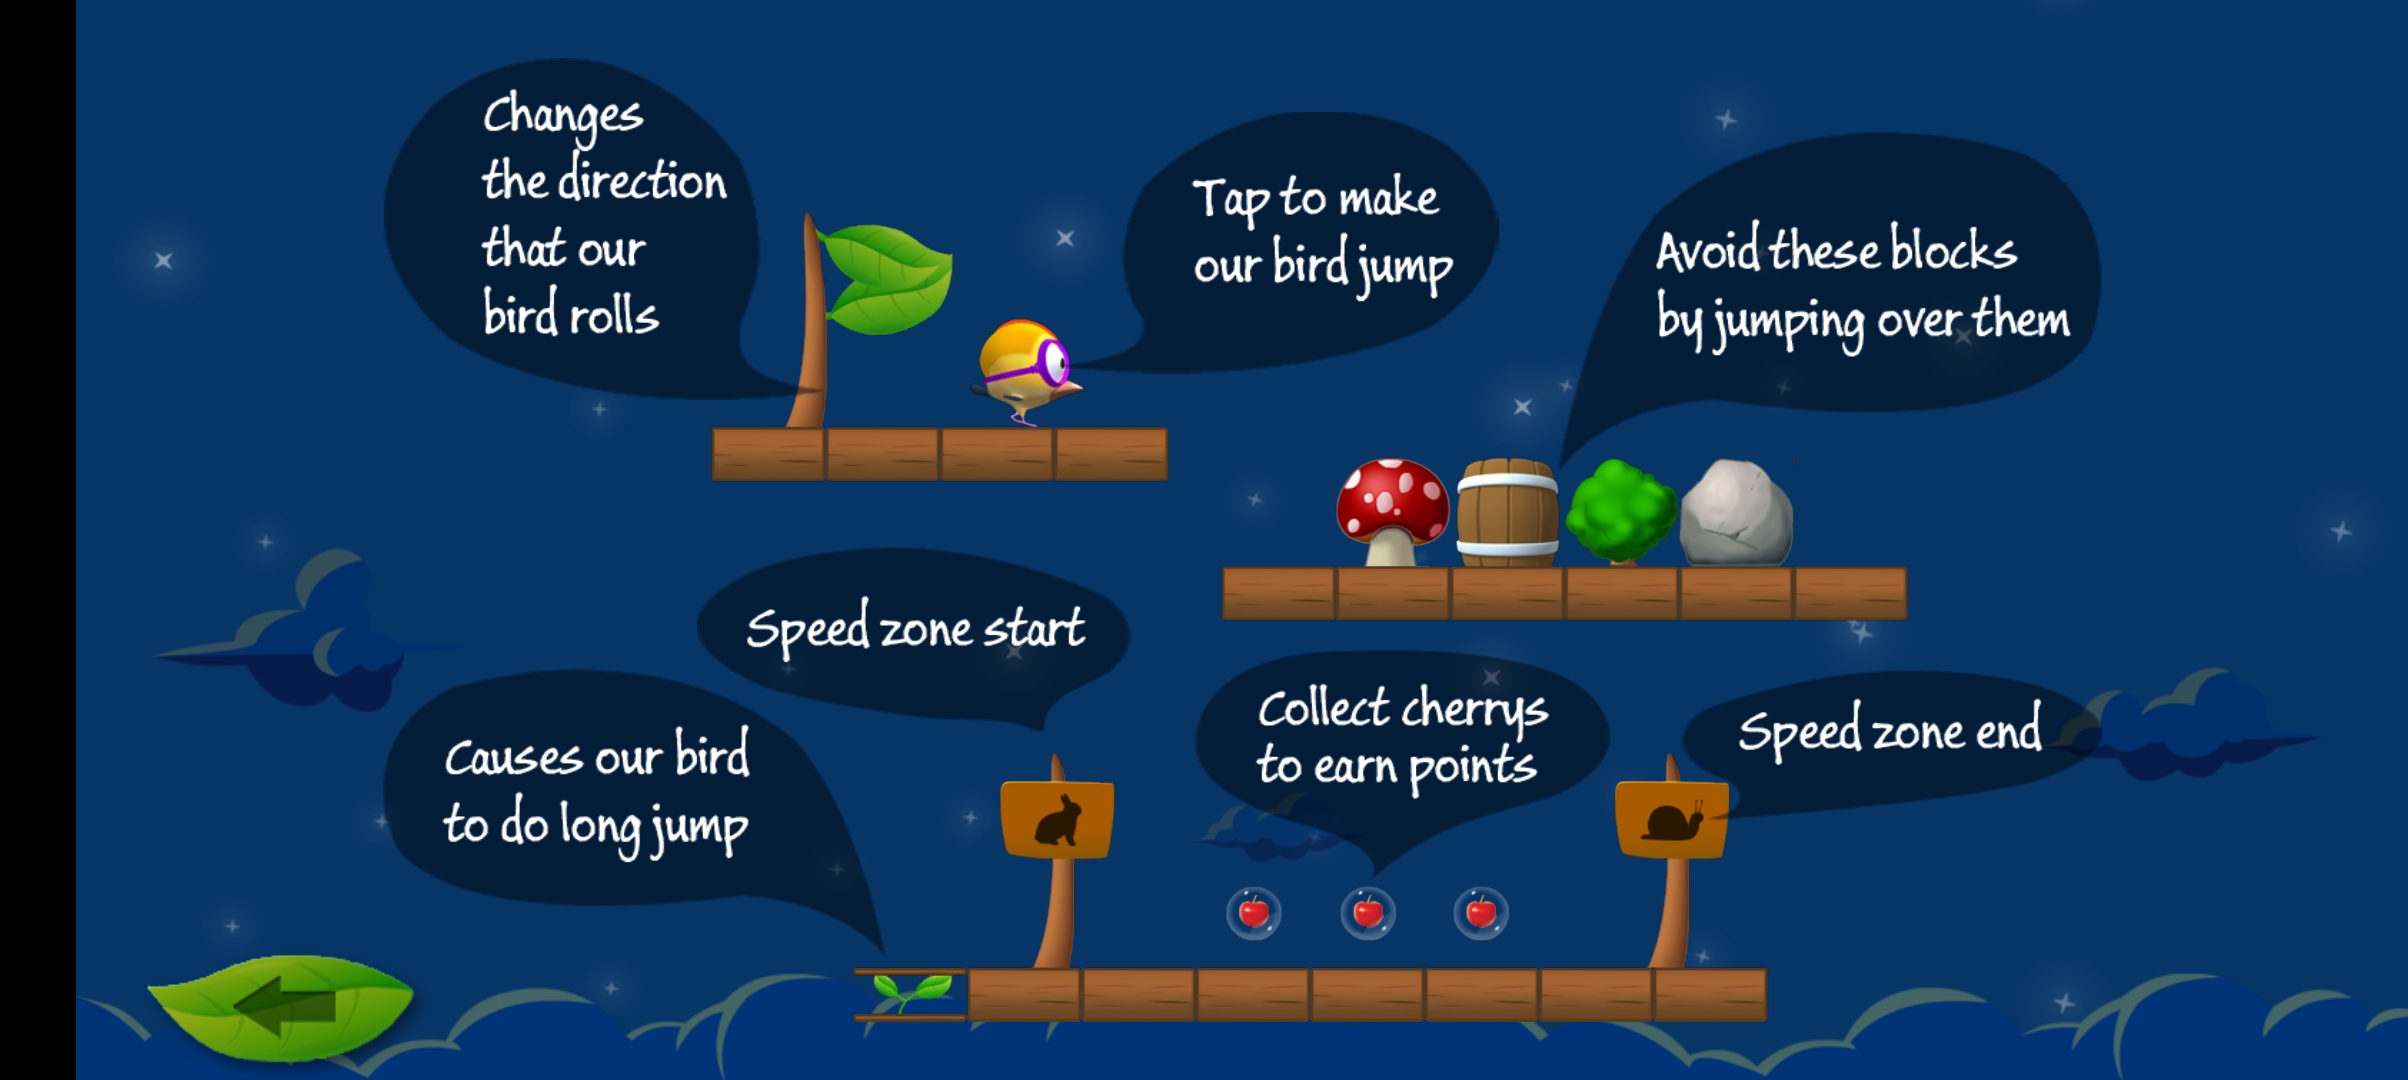 Changes
the direction
that our
bird rolls
Tap to make
our bird jump
Avoid these blocks
by jumping over them
Speed zone start
Causes our bird
to do long jump
Collect cherrys
to earn points
Speed zone end